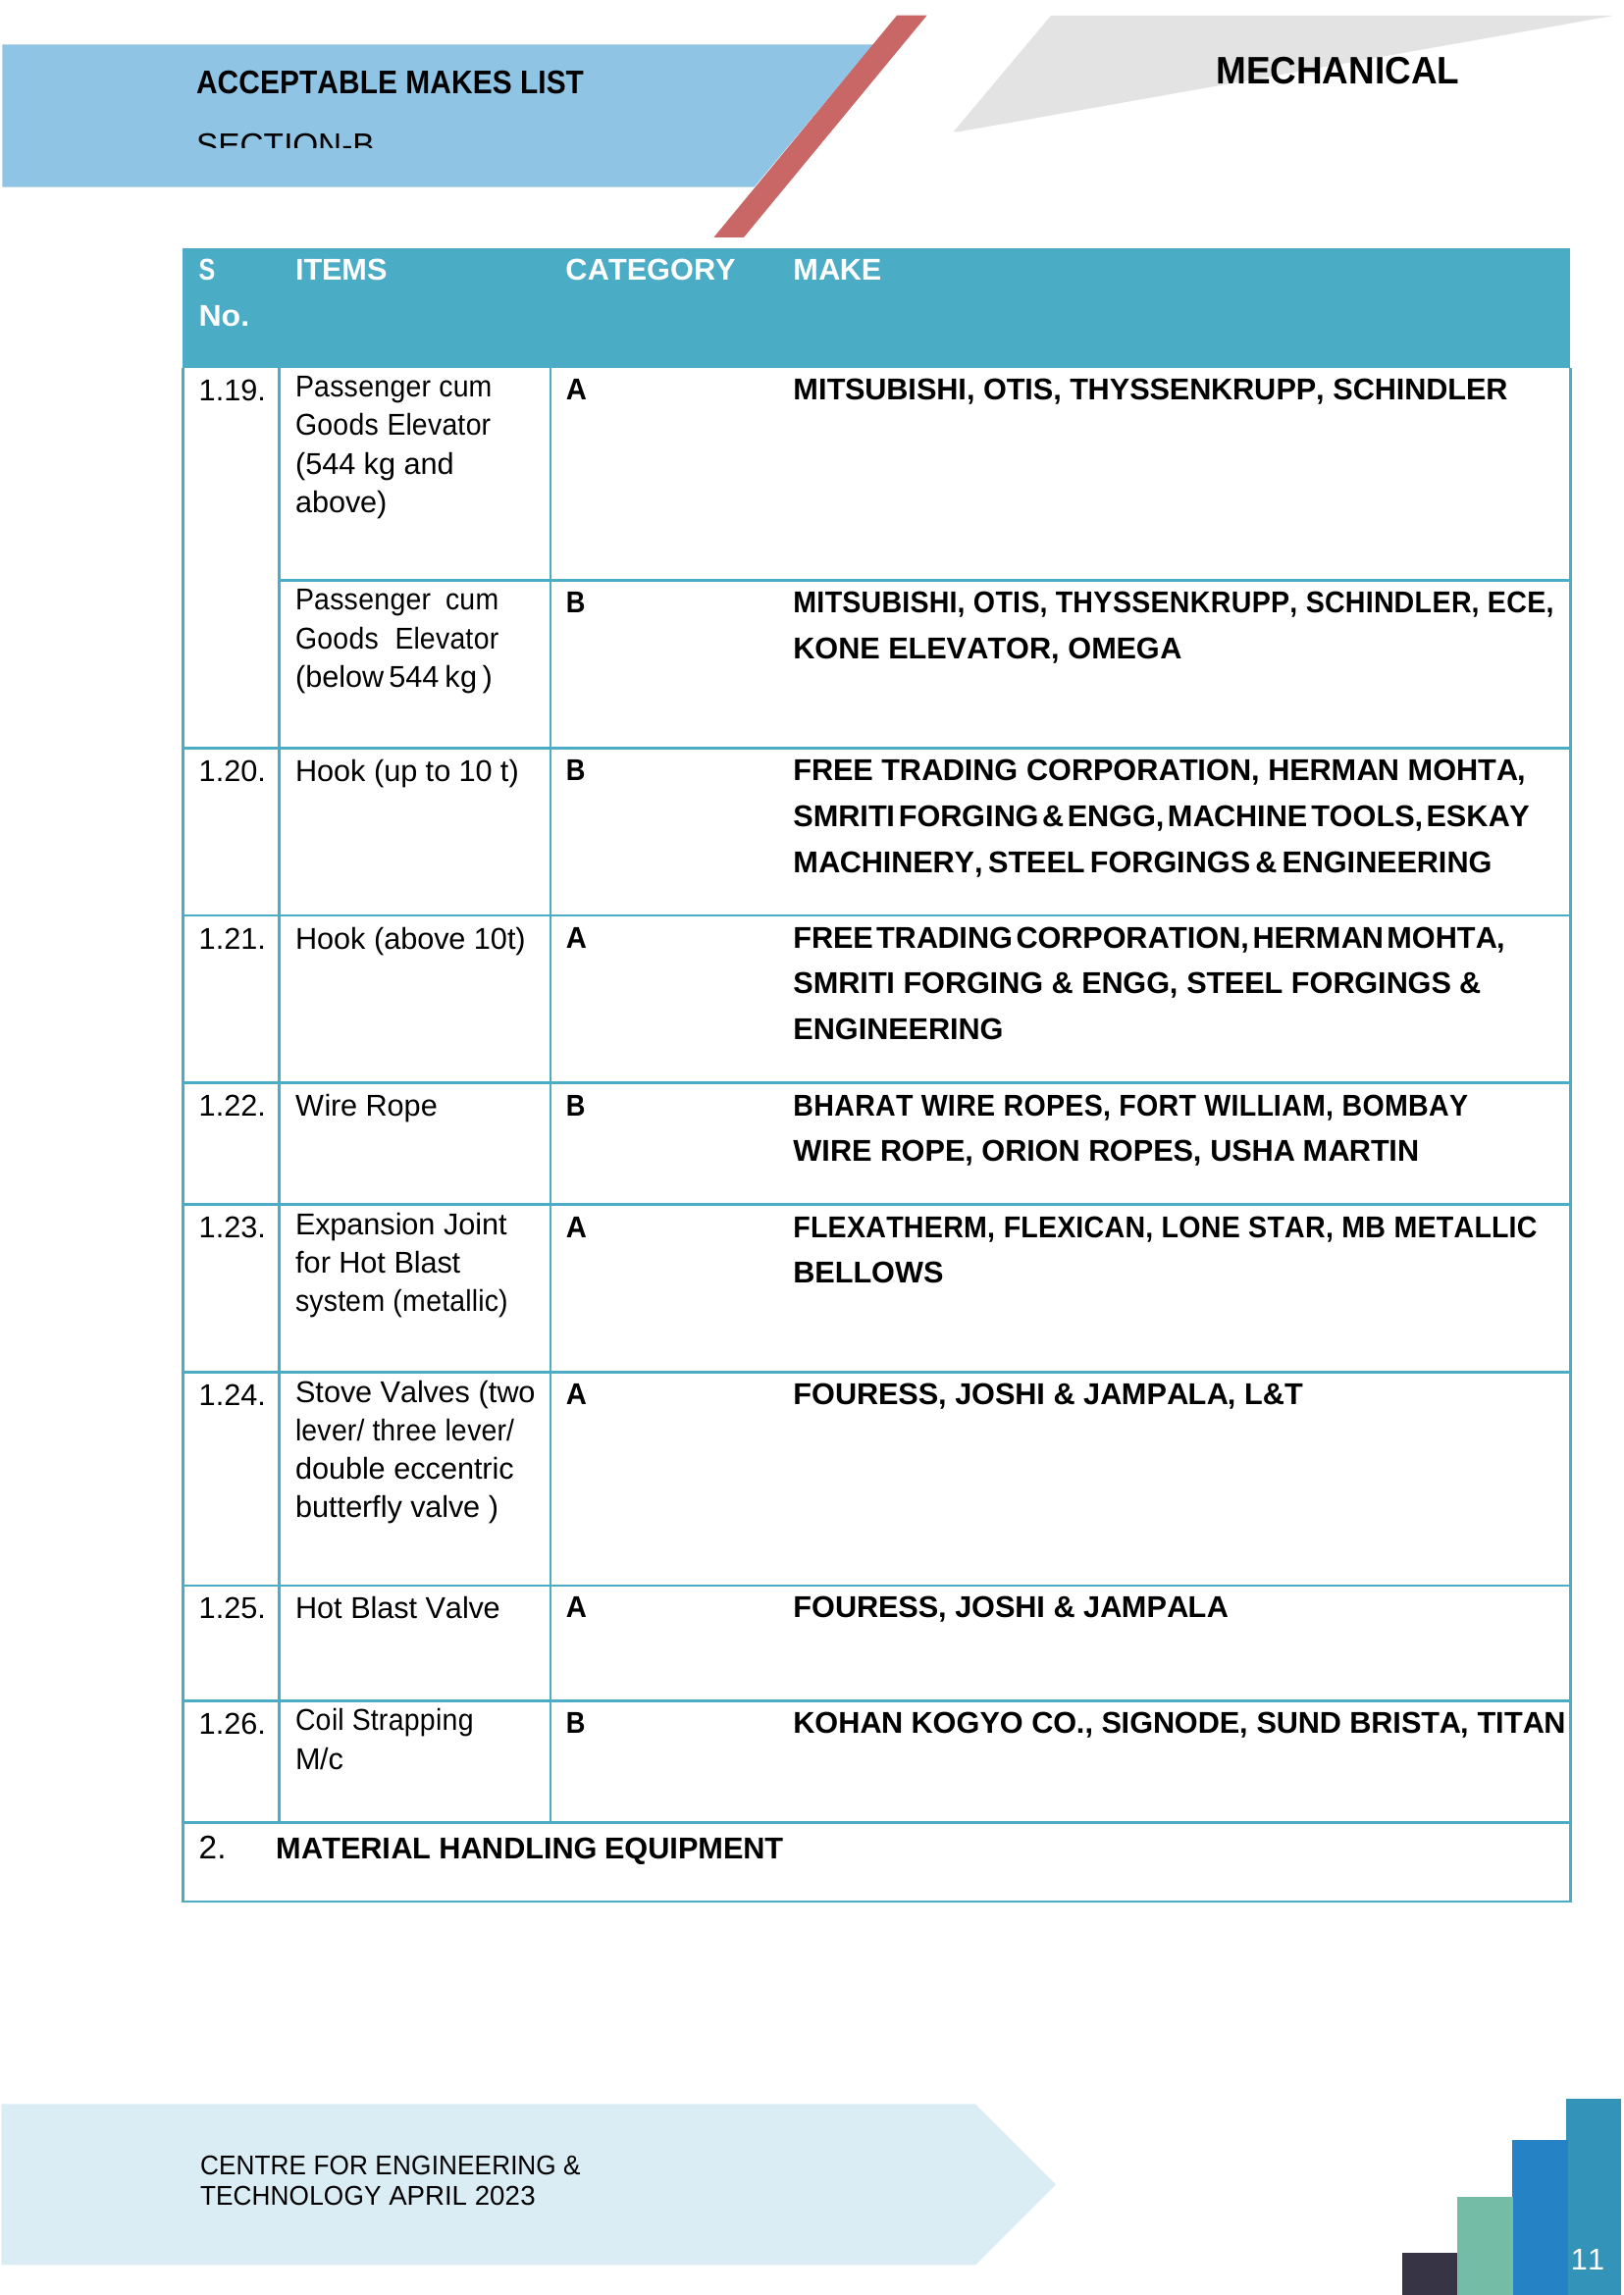 ACCEPTABLE MAKES LIST
MECHANICAL
SECTION-B
S ITEMS CATEGORY MAKE
No.
1.19. Passenger cum A MITSUBISHI, OTIS, THYSSENKRUPP, SCHINDLER
Goods Elevator
(544 kg and
above)
Passenger cum B MITSUBISHI, OTIS, THYSSENKRUPP, SCHINDLER, ECE,
Goods Elevator KONE ELEVATOR, OMEGA
(below 544 kg )
1.20. Hook (up to 10 t) B FREE TRADING CORPORATION, HERMAN MOHTA,
SMRITI FORGING & ENGG, MACHINE TOOLS, ESKAY
MACHINERY, STEEL FORGINGS & ENGINEERING
1.21. Hook (above 10t) A FREE TRADING CORPORATION, HERMAN MOHTA,
SMRITI FORGING & ENGG, STEEL FORGINGS &
ENGINEERING
1.22. Wire Rope B BHARAT WIRE ROPES, FORT WILLIAM, BOMBAY
WIRE ROPE, ORION ROPES, USHA MARTIN
1.23. Expansion Joint A FLEXATHERM, FLEXICAN, LONE STAR, MB METALLIC
for Hot Blast BELLOWS
system (metallic)
1.24. Stove Valves (two A FOURESS, JOSHI & JAMPALA, L&T
lever/ three lever/
double eccentric
butterfly valve )
1.25. Hot Blast Valve A FOURESS, JOSHI & JAMPALA
1.26. Coil Strapping B KOHAN KOGYO CO., SIGNODE, SUND BRISTA, TITAN
M/c
2. MATERIAL HANDLING EQUIPMENT
CENTRE FOR ENGINEERING &
TECHNOLOGY APRIL 2023
11